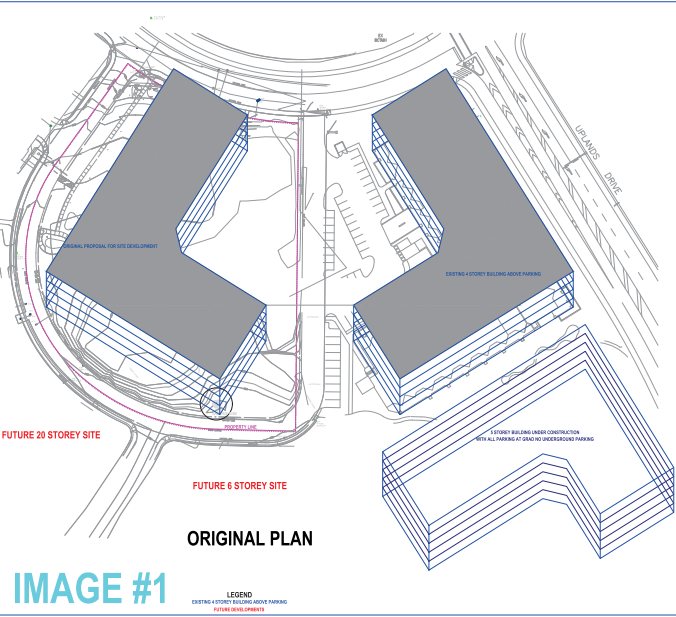 EX
UPLANDS DRIVE
ORIGINAL PROPOSAL FOR SITE DEVELOPMENT
EXISTING 4 STOREY BUILDING ABOVE PARKING
PROPERTY LINE
FUTURE 20 STOREY SITE
5 STOREY BUILDING UNDER CONSTRUCTION
WITH ALL PARKING AT GRAD NO UNDERGROUND PARKING
FUTURE 6 STOREY SITE
ORIGINAL PLAN
IMAGE #1
LEGEND
EXISTING 4 STOREY BUILDING ABOVE PARKING
FUTURE DEVELOPMENTS